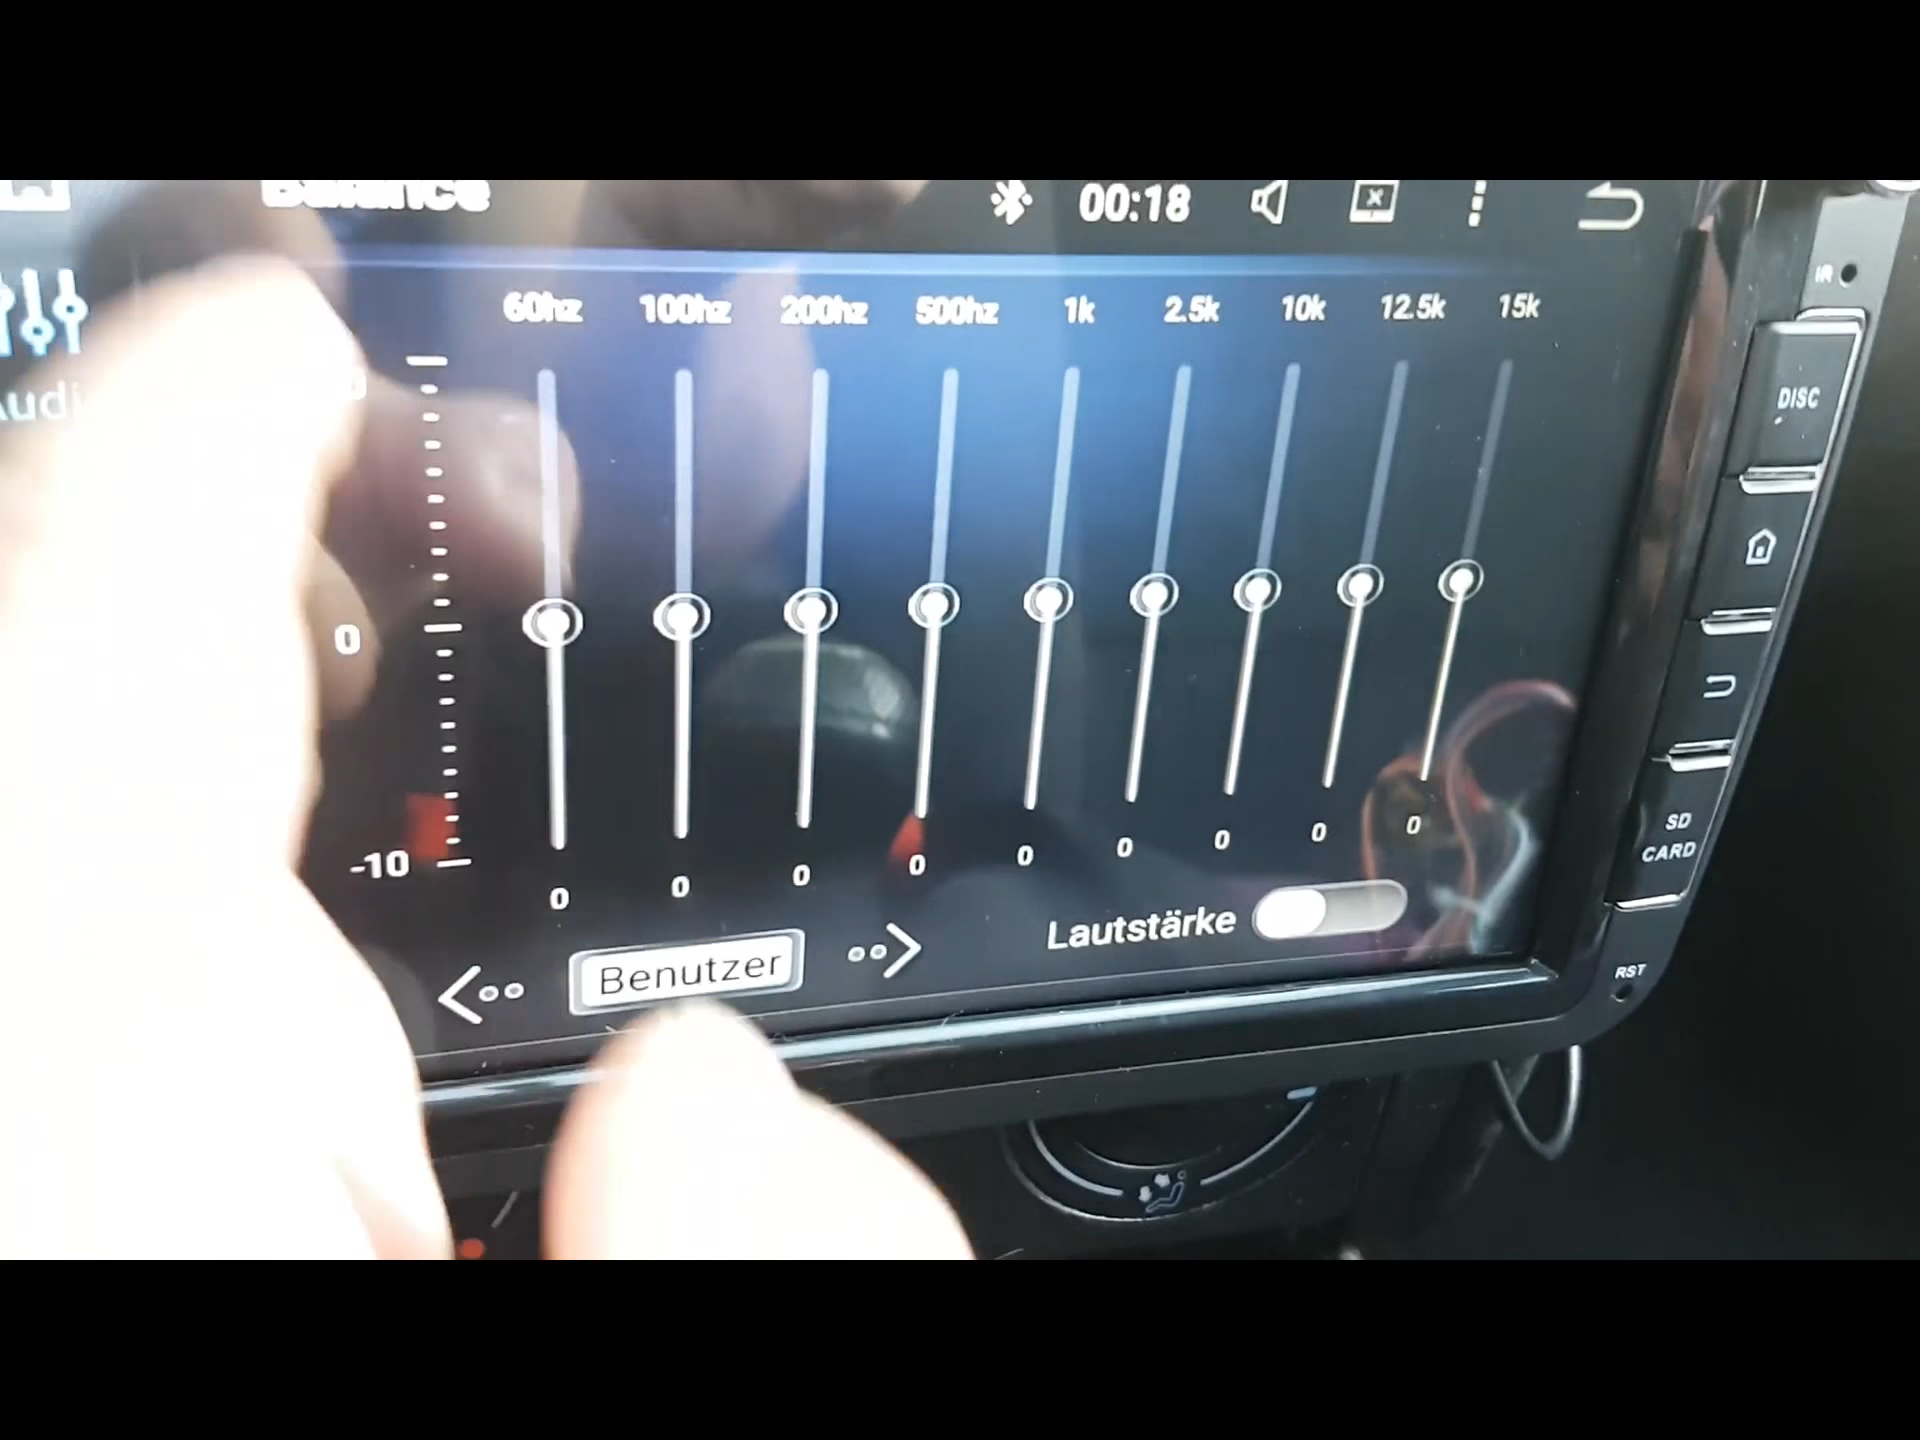 Balance
00:18
IR
60hz 100hz 200hz 500hz 1k 2.5k 10k 12.5k 15k
DISC
0
-10
0 0 0 0 0 0 0 0 0
SD
CARD
Benutzer
Lautstärke
RST